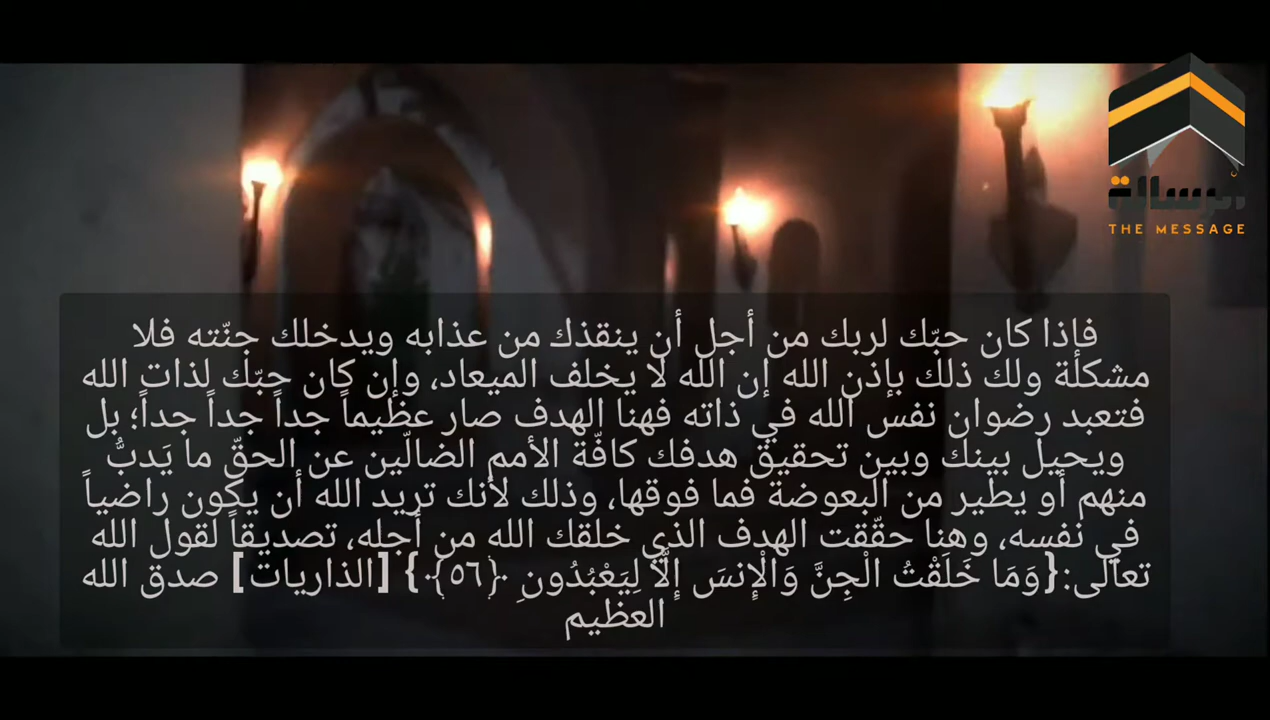 الرسالة
THE MESSAGE
فإذا كان حبّك لربك من أجل أن ينقذك من عذابه ويدخلك جنّته فلا
مشكلة ولك ذلك بإذن الله إن الله لا يخلف الميعاد، وإن كان حبّك لذات الله
فتعبد رضوان نفس الله في ذاته فهنا الهدف صار عظيماً جداً جداً جداً؛ بل
ويحيل بينك وبين تحقيق هدفك كافّة الأمم الضالّين عن الحقّ ما يَدبُّ
منهم أو يطير من البعوضة فما فوقها، وذلك لأنك تريد الله أن يكون راضياً
في نفسه، وهنا حقّقت الهدف الذي خلقك الله من أجله، تصديقاً لقول الله
تعالى:{وَمَا خَلَقْتُ الْجِنَّ وَالْإِنسَ إِلَّا لِيَعْبُدُونِ ﴿٥٦﴾} [الذاريات] صدق الله
العظيم